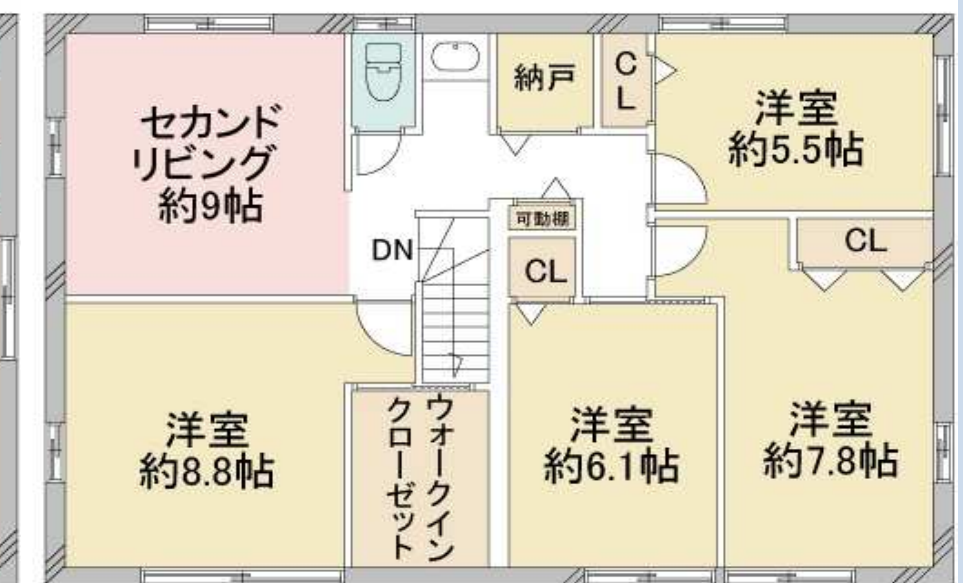 セカンド
リビング
約9帖
納戸
CL
洋室
約5.5帖
可動棚
CL
DN
CL
洋室
約8.8帖
ウオークイン
クローゼット
洋室
約6.1帖
洋室
約7.8帖